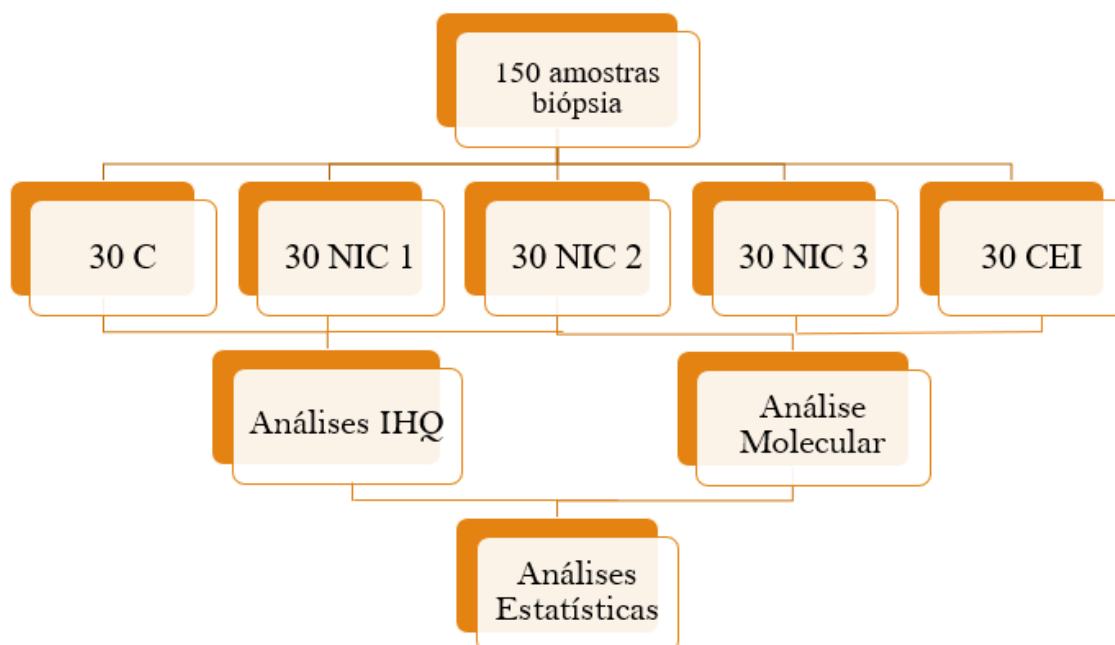 150 amostras
biópsia
30 C
30 NIC 1
30 NIC 2
30 NIC 3
30 CEI
Análises IHQ
Análise
Molecular
Análises
Estatísticas